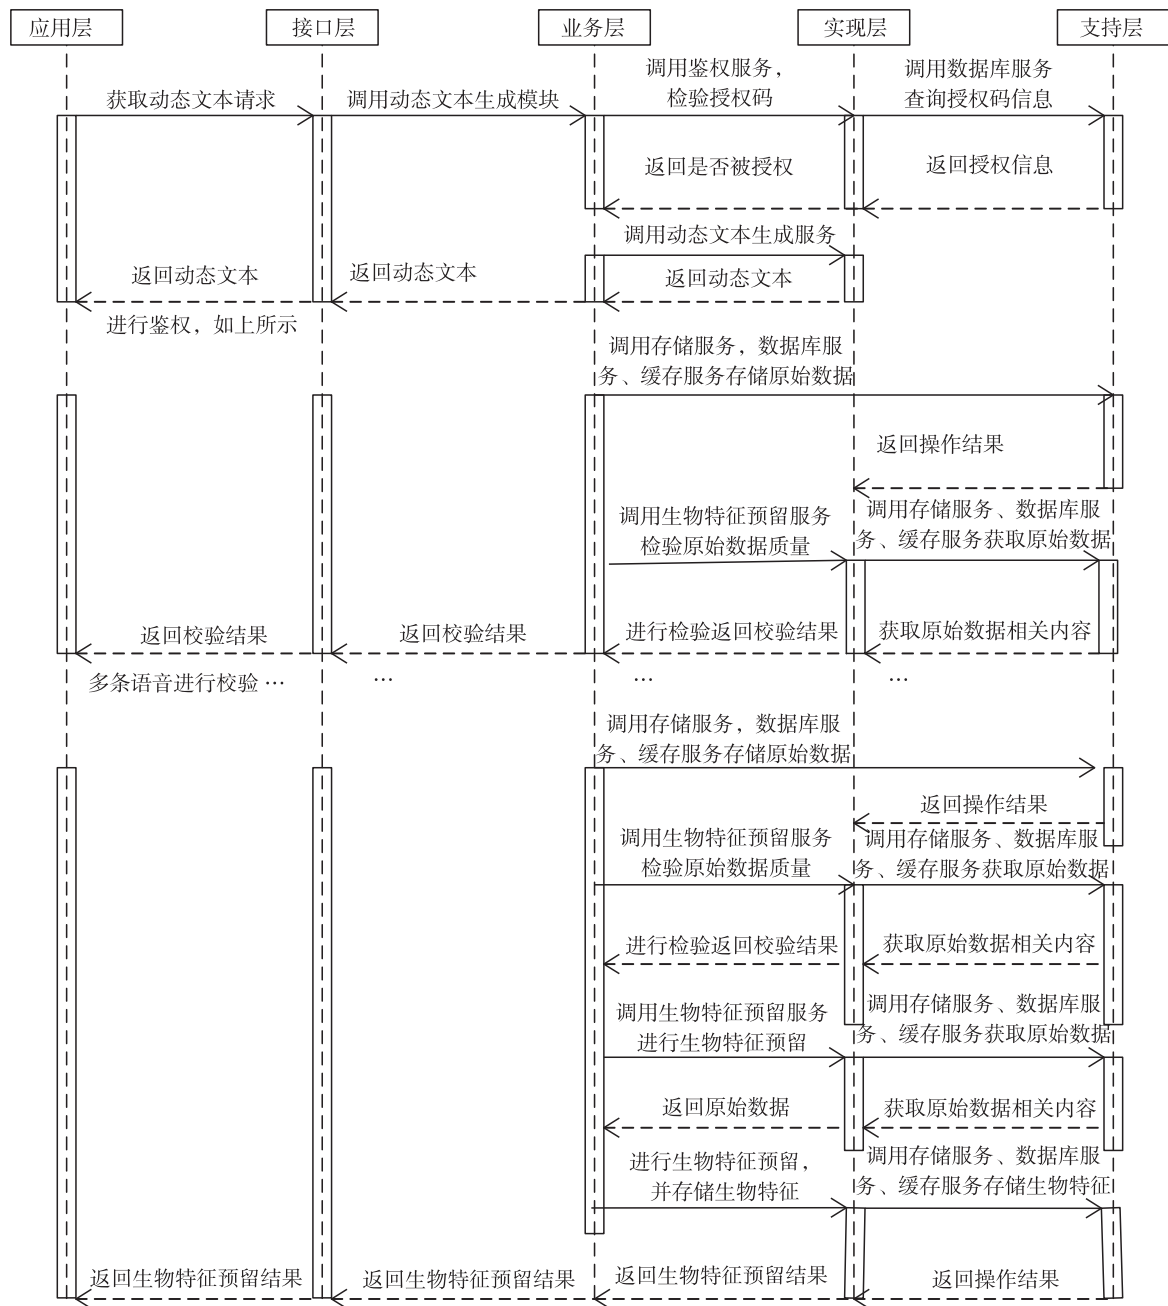 应用层
接口层
业务层
实现层
支持层
获取动态文本请求
调用动态文本生成模块
调用鉴权服务，
检验授权码
调用数据库服务
查询授权码信息
返回是否被授权
返回授权信息
调用动态文本生成服务
返回动态文本
返回动态文本
返回动态文本
进行鉴权，如上所示
调用存储服务，数据库服
务、缓存服务存储原始数据
返回操作结果
调用生物特征预留服务
检验原始数据质量
调用存储服务、数据库服
务、缓存服务获取原始数据
返回校验结果
返回校验结果
进行检验返回校验结果
获取原始数据相关内容
多条语音进行校验…
…
…
…
调用存储服务，数据库服
务、缓存服务存储原始数据
返回操作结果
调用生物特征预留服务
检验原始数据质量
调用存储服务、数据库服
务、缓存服务获取原始数据
进行检验返回校验结果
获取原始数据相关内容
调用生物特征预留服务
进行生物特征预留
调用存储服务、数据库服
务、缓存服务获取原始数据
返回原始数据
获取原始数据相关内容
进行生物特征预留，
并存储生物特征
调用存储服务、数据库服
务、缓存服务存储生物特征
返回生物特征预留结果
返回生物特征预留结果
返回生物特征预留结果
返回操作结果